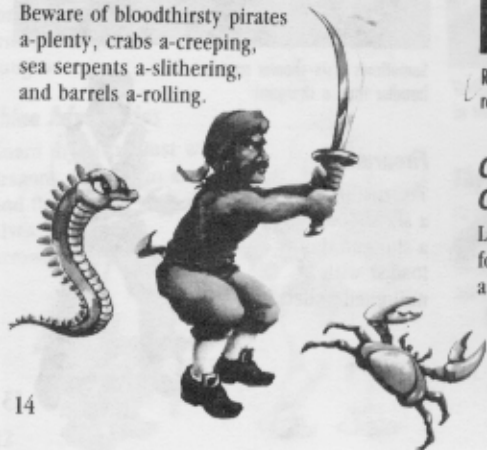 Beware of bloodthirsty pirates
a-plenty, crabs a-creeping,
sea serpents a-slithering,
and barrels a-rolling.
14